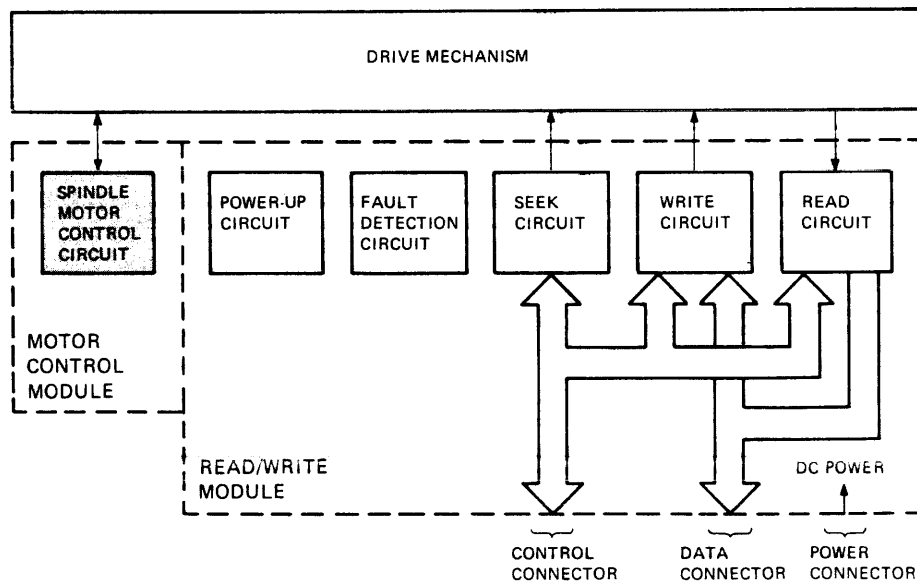 DRIVE MECHANISM
SPINDLE
MOTOR
CONTROL
CIRCUIT
POWER-UP
CIRCUIT
FAULT
DETECTION
CIRCUIT
SEEK
CIRCUIT
WRITE
CIRCUIT
READ
CIRCUIT
MOTOR
CONTROL
MODULE
READ/WRITE
MODULE
DC POWER
CONTROL
CONNECTOR
DATA
CONNECTOR
POWER
CONNECTOR